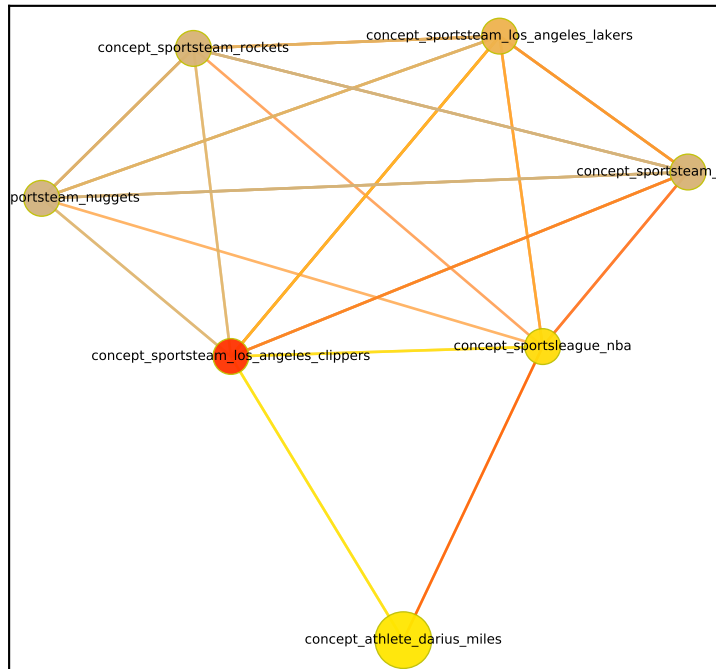 concept_sportsteam_los_angeles_lakers
concept_sportsteam_rockets
concept_sportsteam_
portsteam_nuggets
concept_sportsleague_nba
concept_sportsteam_los_angeles_clippers
concept_athlete_darius_miles